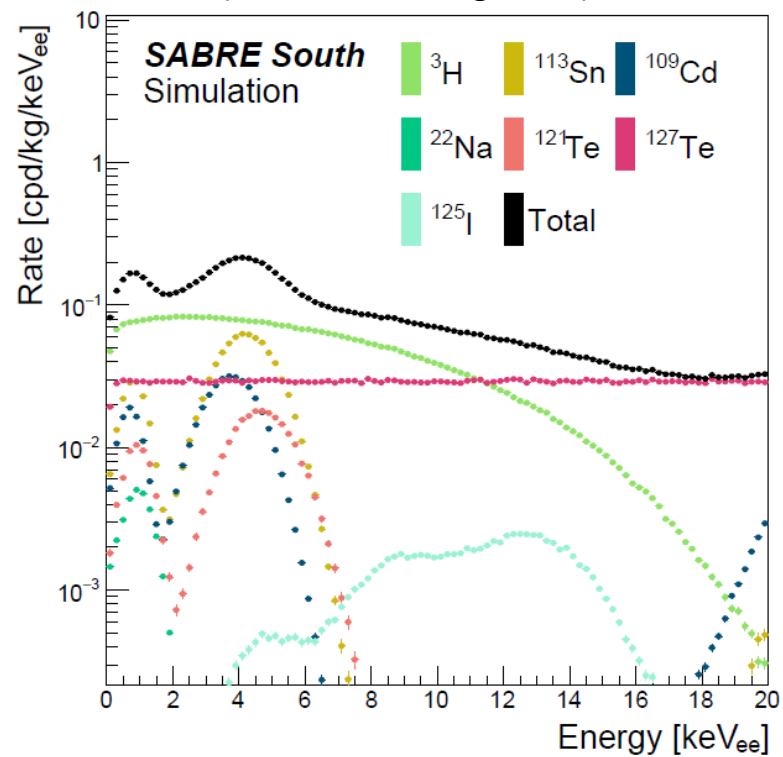 SABRE South
Simulation
³H
¹¹³Sn
¹⁰⁹Cd
²²Na
¹²¹Te
¹²⁷Te
¹²⁵I
Total
Rate [cpd/kg/keVₑₑ]
10
1
10⁻¹
10⁻²
10⁻³
0 2 4 6 8 10 12 14 16 18 20
Energy [keVₑₑ]